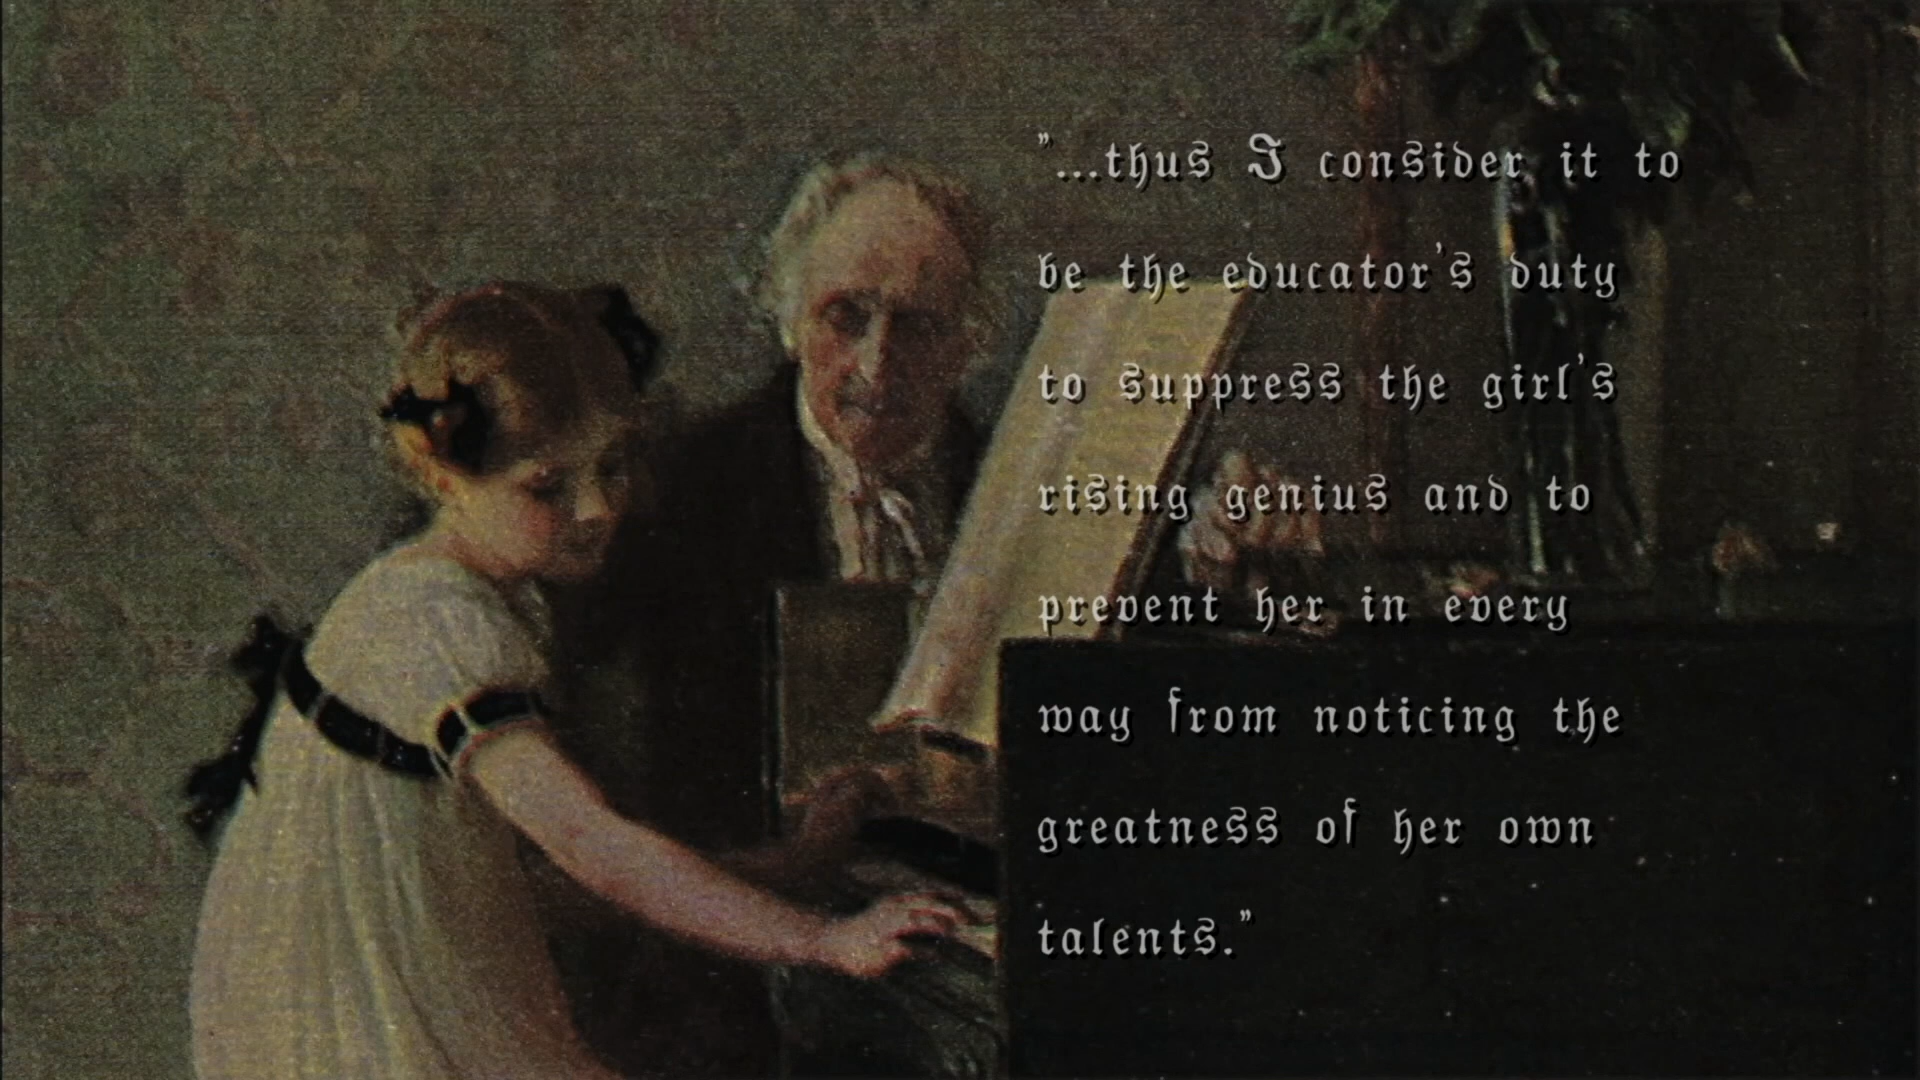 "...thus I consider it to
be the educator's duty
to suppress the girl's
rising genius and to
prevent her in every
way from noticing the
greatness of her own
talents."